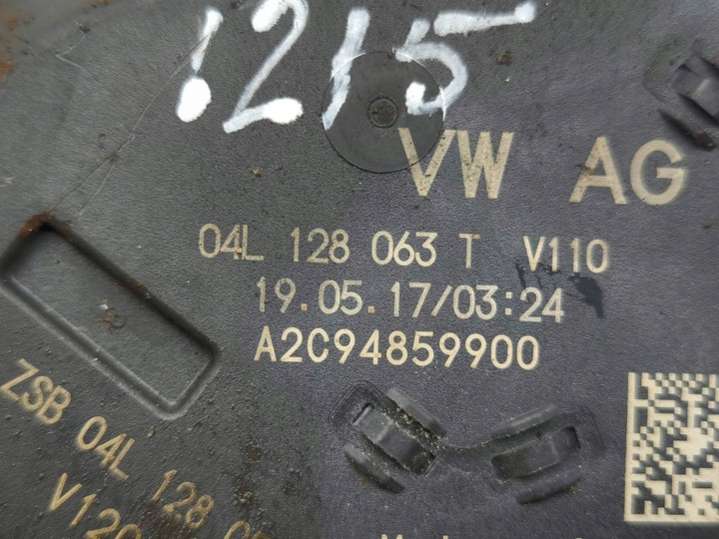 1215
VW AG
04L 128 063 T V110
19.05.17/03:24
A2C94859900
ZSB 04L 128